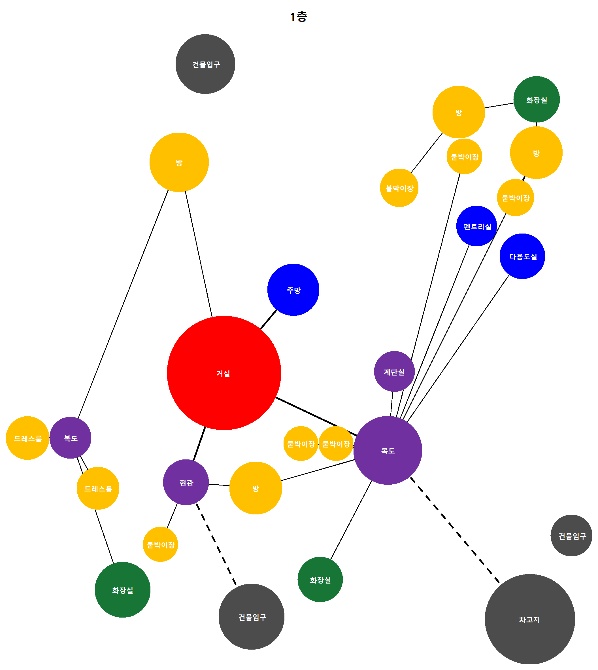 1층
건물입구
화장실
방
방
붙박이장
방
붙박이장
붙박이장
팬트리실
다용도실
주방
계단실
거실
드레스룸
복도
붙박이장
붙박이장
복도
드레스룸
현관
방
건물입구
붙박이장
화장실
화장실
건물입구
차고지